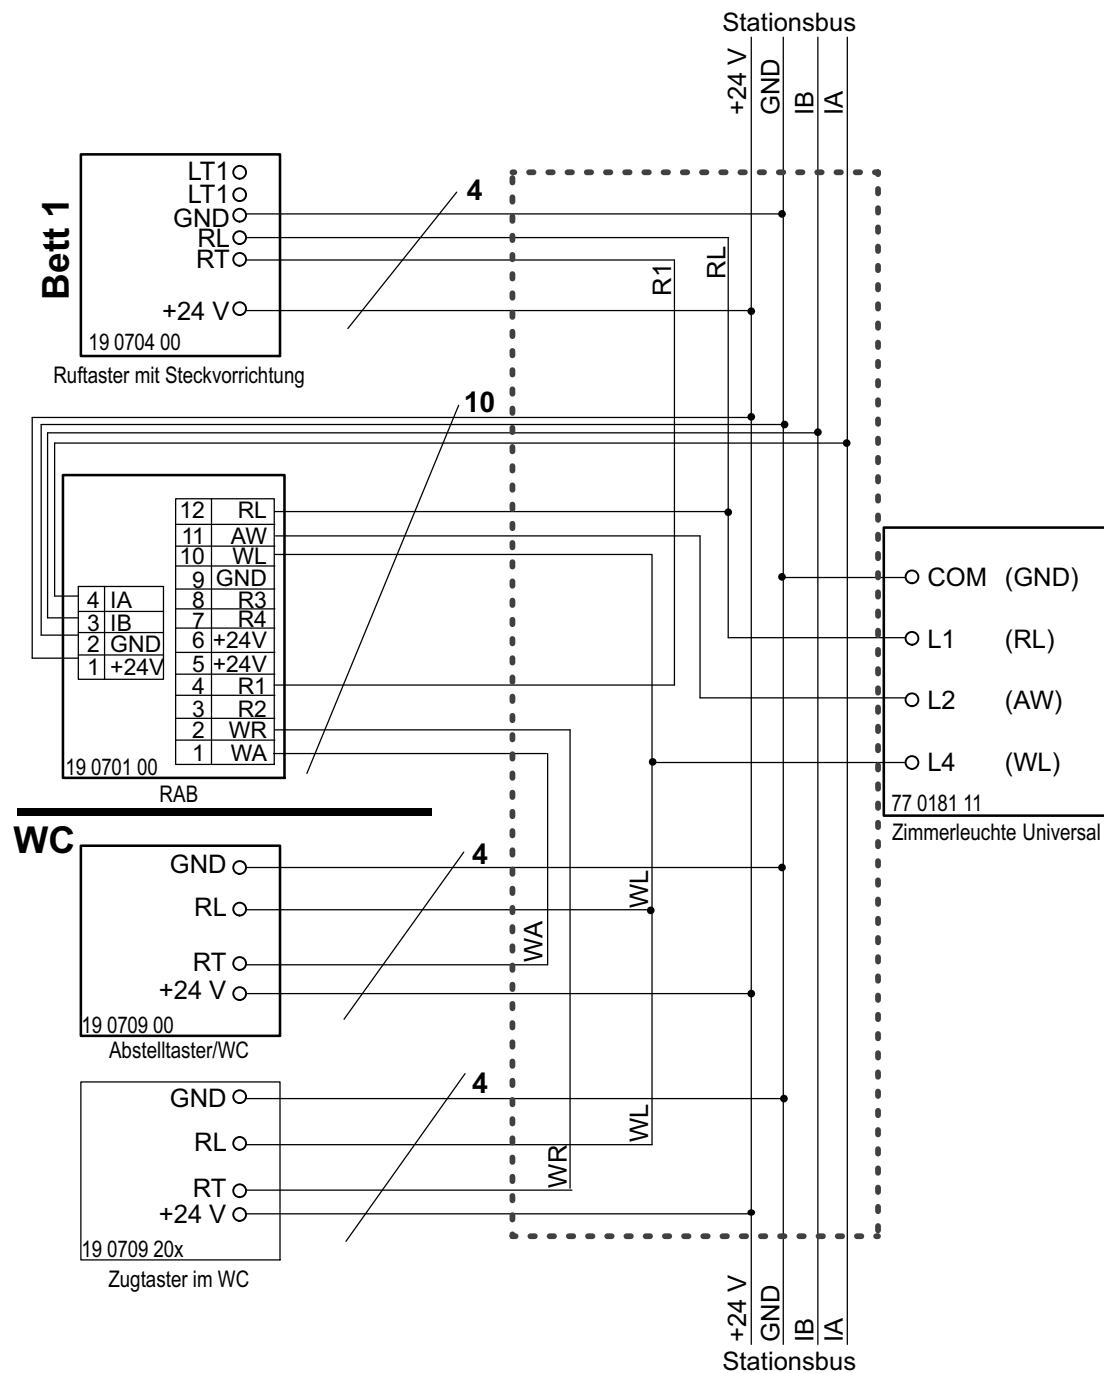 Stationsbus
+24 V
GND
IB
IA
Bett 1
LT1
LT1
GND
RL
RT
+24 V
19 0704 00
Ruftaster mit Steckvorrichtung
4
R1
RL
10
12 RL
11 AW
10 WL
9 GND
8 R3
7 R4
6 +24V
5 +24V
4 R1
3 R2
2 WR
1 WA
4 IA
3 IB
2 GND
1 +24V
19 0701 00
RAB
COM (GND)
L1 (RL)
L2 (AW)
L4 (WL)
77 0181 11
Zimmerleuchte Universal
WC
GND
RL
RT
+24 V
19 0709 00
Abstelltaster/WC
4
WA
WL
GND
RL
RT
+24 V
19 0709 20x
Zugtaster im WC
4
WR
WL
+24 V
GND
IB
IA
Stationsbus